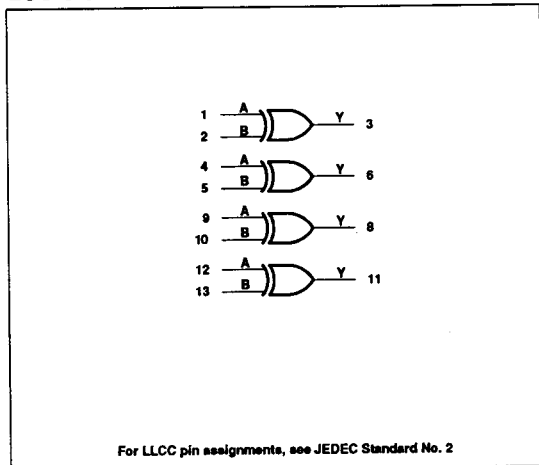 1 A
2 B
Y 3
4 A
5 B
Y 6
9 A
10 B
Y 8
12 A
13 B
Y 11
For LLCC pin assignments, see JEDEC Standard No. 2